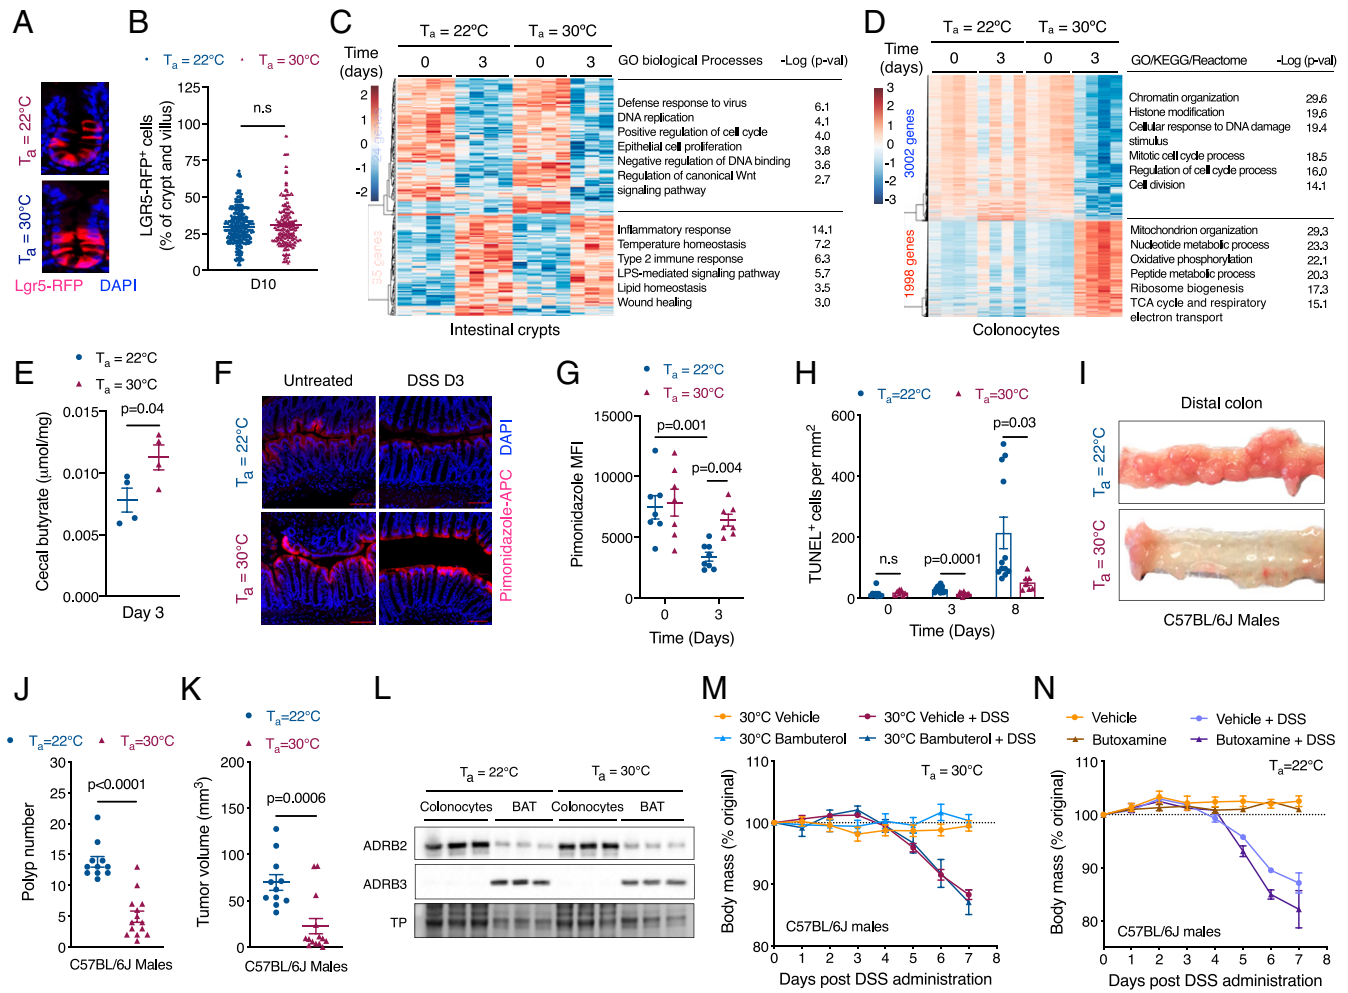 A
Ta = 22°C
Ta = 30°C
Lgr5-RFP DAPI
B
Ta = 22°C Ta = 30°C
LGR5-RFP+ cells
(% of crypt and villus)
125
100
75
50
25
0
n.s
D10
C
Ta = 22°C Ta = 30°C
Time
(days)
0 3 0 3
GO biological Processes -Log (p-val)
2
1
0
-1
-2
Defense response to virus 6.1
DNA replication 4.1
Positive regulation of cell cycle 4.0
Epithelial cell proliferation 3.8
Negative regulation of DNA binding 3.6
Regulation of canonical Wnt 2.7
signaling pathway
Inflammatory response 14.1
Temperature homeostasis 7.2
Type 2 immune response 6.3
LPS-mediated signaling pathway 5.7
Lipid homeostasis 3.5
Wound healing 3.0
Intestinal crypts
D
Ta = 22°C Ta = 30°C
Time
(days)
0 3 0 3
GO/KEGG/Reactome -Log (p-val)
3
2
1
0
-1
-2
-3
3002 genes
1998 genes
Chromatin organization 29.6
Histone modification 19.6
Cellular response to DNA damage 19.4
stimulus
Mitotic cell cycle process 18.5
Regulation of cell cycle process 16.0
Cell division 14.1
Mitochondrion organization 29.3
Nucleotide metabolic process 23.3
Oxidative phosphorylation 22.1
Peptide metabolic process 20.3
Ribosome biogenesis 17.3
TCA cycle and respiratory 15.1
electron transport
Colonocytes
E
Ta = 22°C
Ta = 30°C
Cecal butyrate (μmol/mg)
0.015
0.010
0.005
0.000
p=0.04
Day 3
F
Untreated DSS D3
Ta = 22°C
Ta = 30°C
Pimonidazole-APC DAPI
G
Ta = 22°C
Ta = 30°C
Pimonidazole MFI
15000
10000
5000
0
p=0.001
p=0.004
0 3
Time (Days)
H
Ta=22°C Ta=30°C
TUNEL+ cells per mm2
600
400
200
0
n.s
p=0.0001
p=0.03
0 3 8
Time (Days)
I
Distal colon
Ta = 22°C
Ta = 30°C
C57BL/6J Males
J
Ta=22°C Ta=30°C
Polyp number
30
25
20
15
10
5
0
p<0.0001
C57BL/6J Males
K
Ta=22°C
Ta=30°C
Tumor volume (mm3)
200
150
100
50
0
p=0.0006
C57BL/6J Males
L
Ta = 22°C Ta = 30°C
Colonocytes BAT Colonocytes BAT
ADRB2
ADRB3
TP
M
30°C Vehicle 30°C Vehicle + DSS
30°C Bambuterol 30°C Bambuterol + DSS
Ta = 30°C
Body mass (% original)
110
100
90
80
C57BL/6J males
0 1 2 3 4 5 6 7 8
Days post DSS administration
N
Vehicle Vehicle + DSS
Butoxamine Butoxamine + DSS
Ta=22°C
Body mass (% original)
110
100
90
80
C57BL/6J males
0 1 2 3 4 5 6 7 8
Days post DSS administration